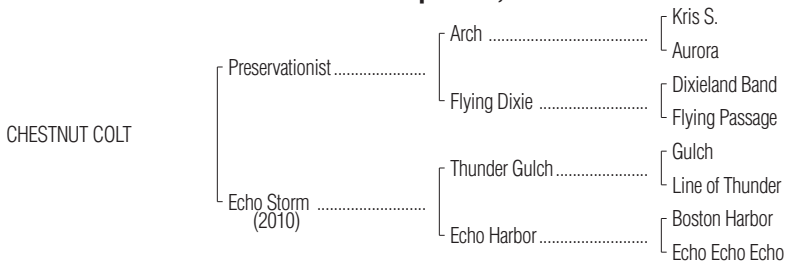 Kris S.
Arch ........................................
Aurora
Preservationist.......................
Dixieland Band
Flying Dixie ...........................
Flying Passage
CHESTNUT COLT
Gulch
Thunder Gulch.......................
Line of Thunder
Echo Storm ...........................
(2010)
Boston Harbor
Echo Harbor...........................
Echo Echo Echo